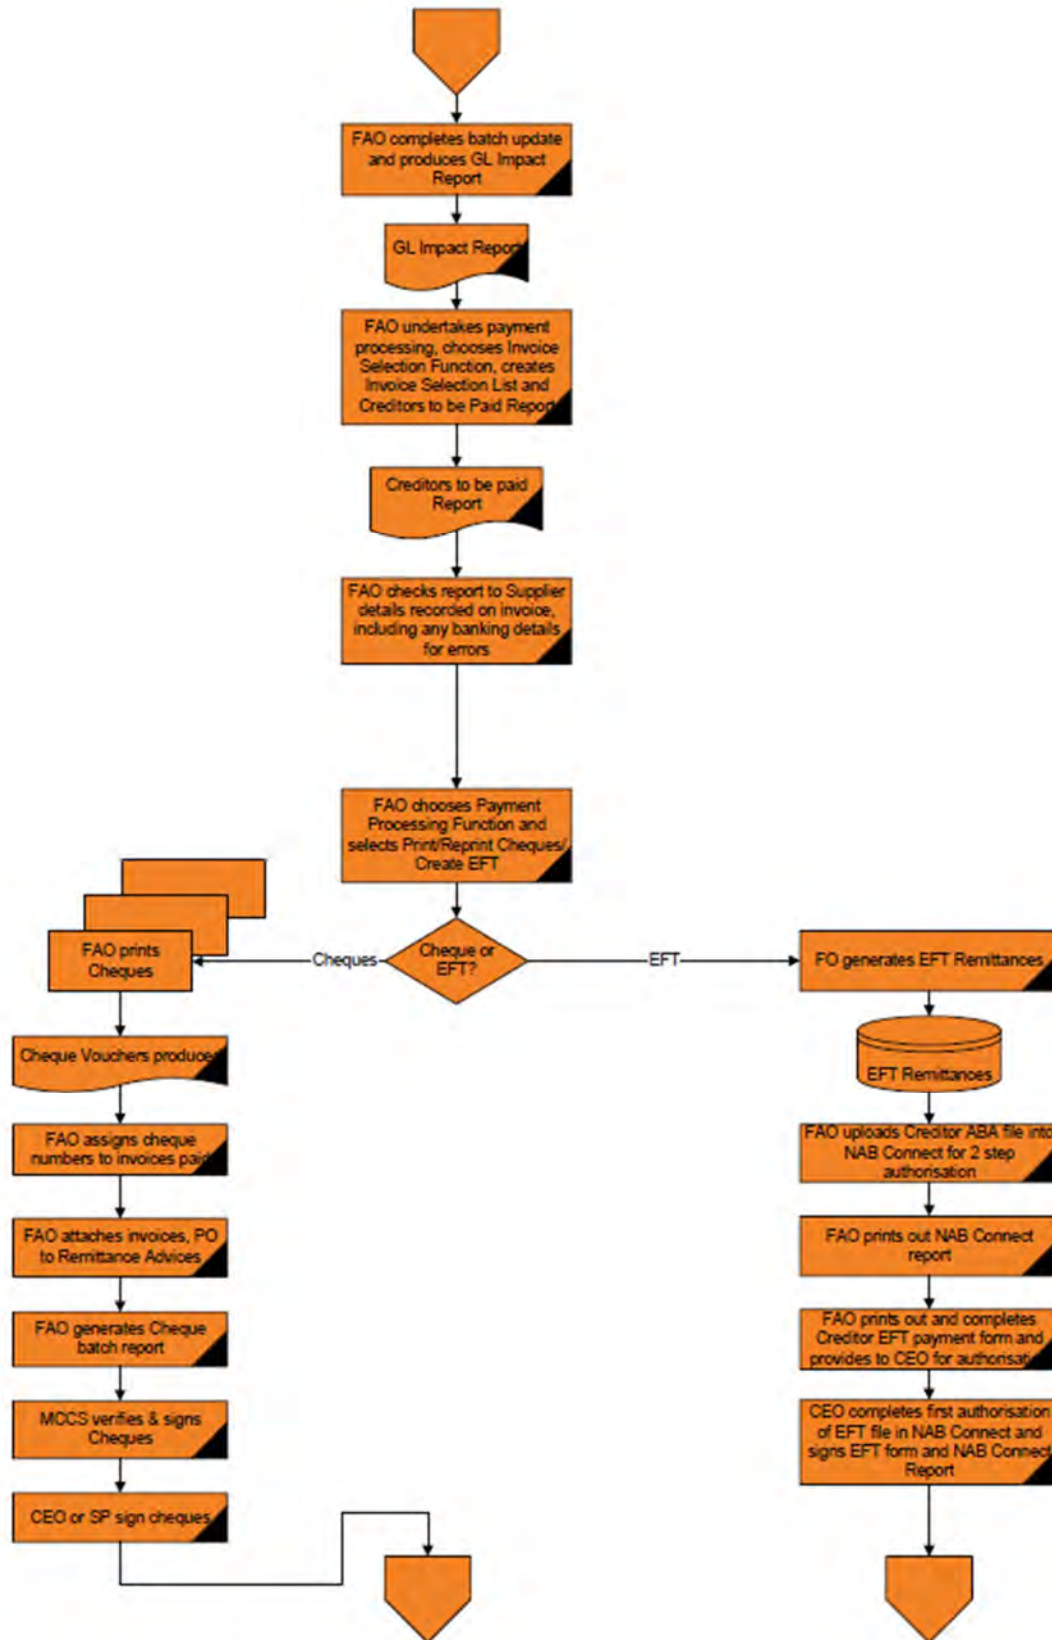 FAO completes batch update
and produces GL Impact
Report
GL Impact Report
FAO undertakes payment
processing, chooses Invoice
Selection Function, creates
Invoice Selection List and
Creditors to be Paid Report
Creditors to be paid
Report
FAO checks report to Supplier
details recorded on invoice,
including any banking details
for errors
FAO chooses Payment
Processing Function and
selects Print/Reprint Cheques/
Create EFT
Cheque or
EFT?
Cheques
EFT
FAO prints
Cheques
Cheque Vouchers produced
FAO assigns cheque
numbers to invoices paid
FAO attaches invoices, PO
to Remittance Advices
FAO generates Cheque
batch report
MCCS verifies & signs
Cheques
CEO or SP sign cheques
FO generates EFT Remittances
EFT Remittances
FAO uploads Creditor ABA file into
NAB Connect for 2 step
authorisation
FAO prints out NAB Connect
report
FAO prints out and completes
Creditor EFT payment form and
provides to CEO for authorisation
CEO completes first authorisation
of EFT file in NAB Connect and
signs EFT form and NAB Connect
Report